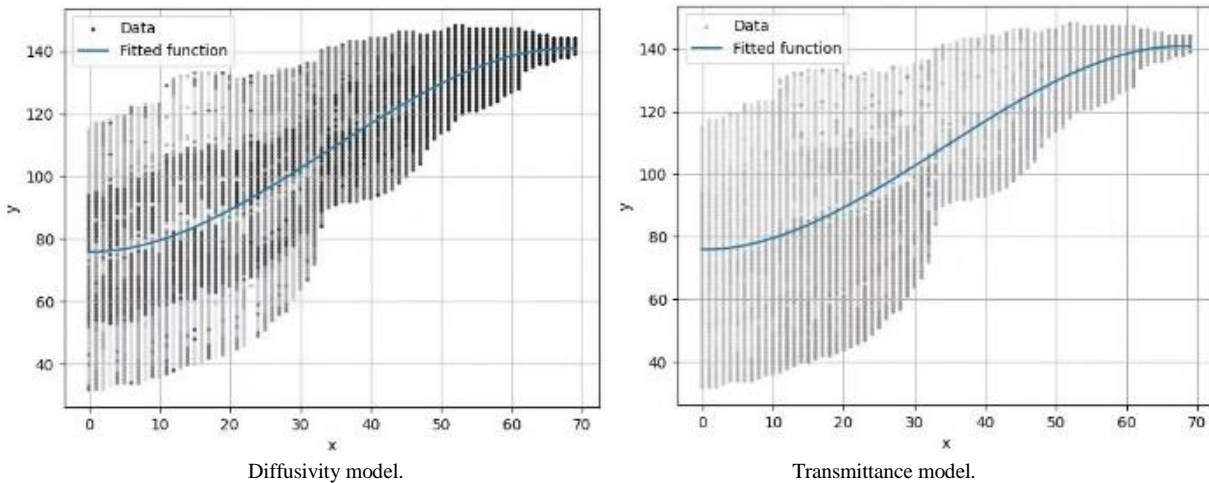 Data
Fitted function
140
120
100
80
60
40
y
0 10 20 30 40 50 60 70
x
Diffusivity model.
Data
Fitted function
140
120
100
80
60
40
y
0 10 20 30 40 50 60 70
x
Transmittance model.